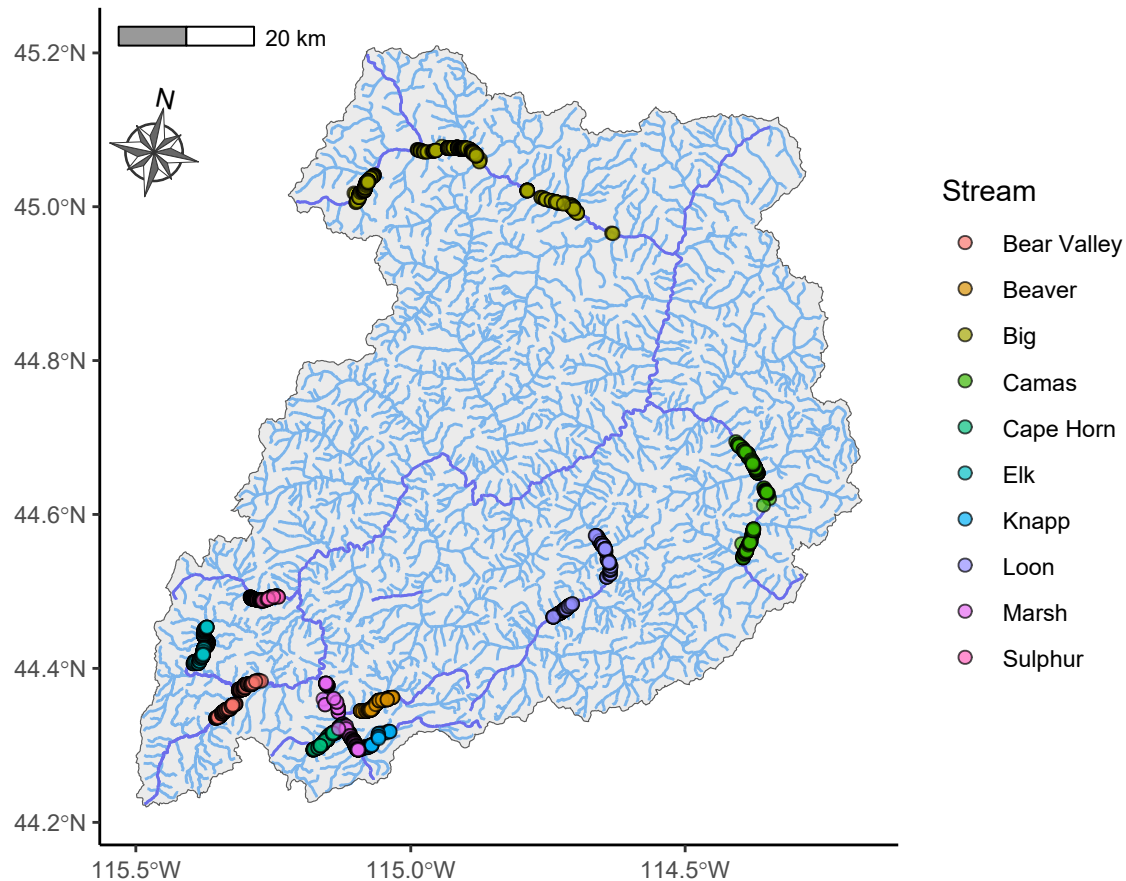 20 km
N
45.2°N
45.0°N
44.8°N
44.6°N
44.4°N
44.2°N
115.5°W
115.0°W
114.5°W
Stream
Bear Valley
Beaver
Big
Camas
Cape Horn
Elk
Knapp
Loon
Marsh
Sulphur